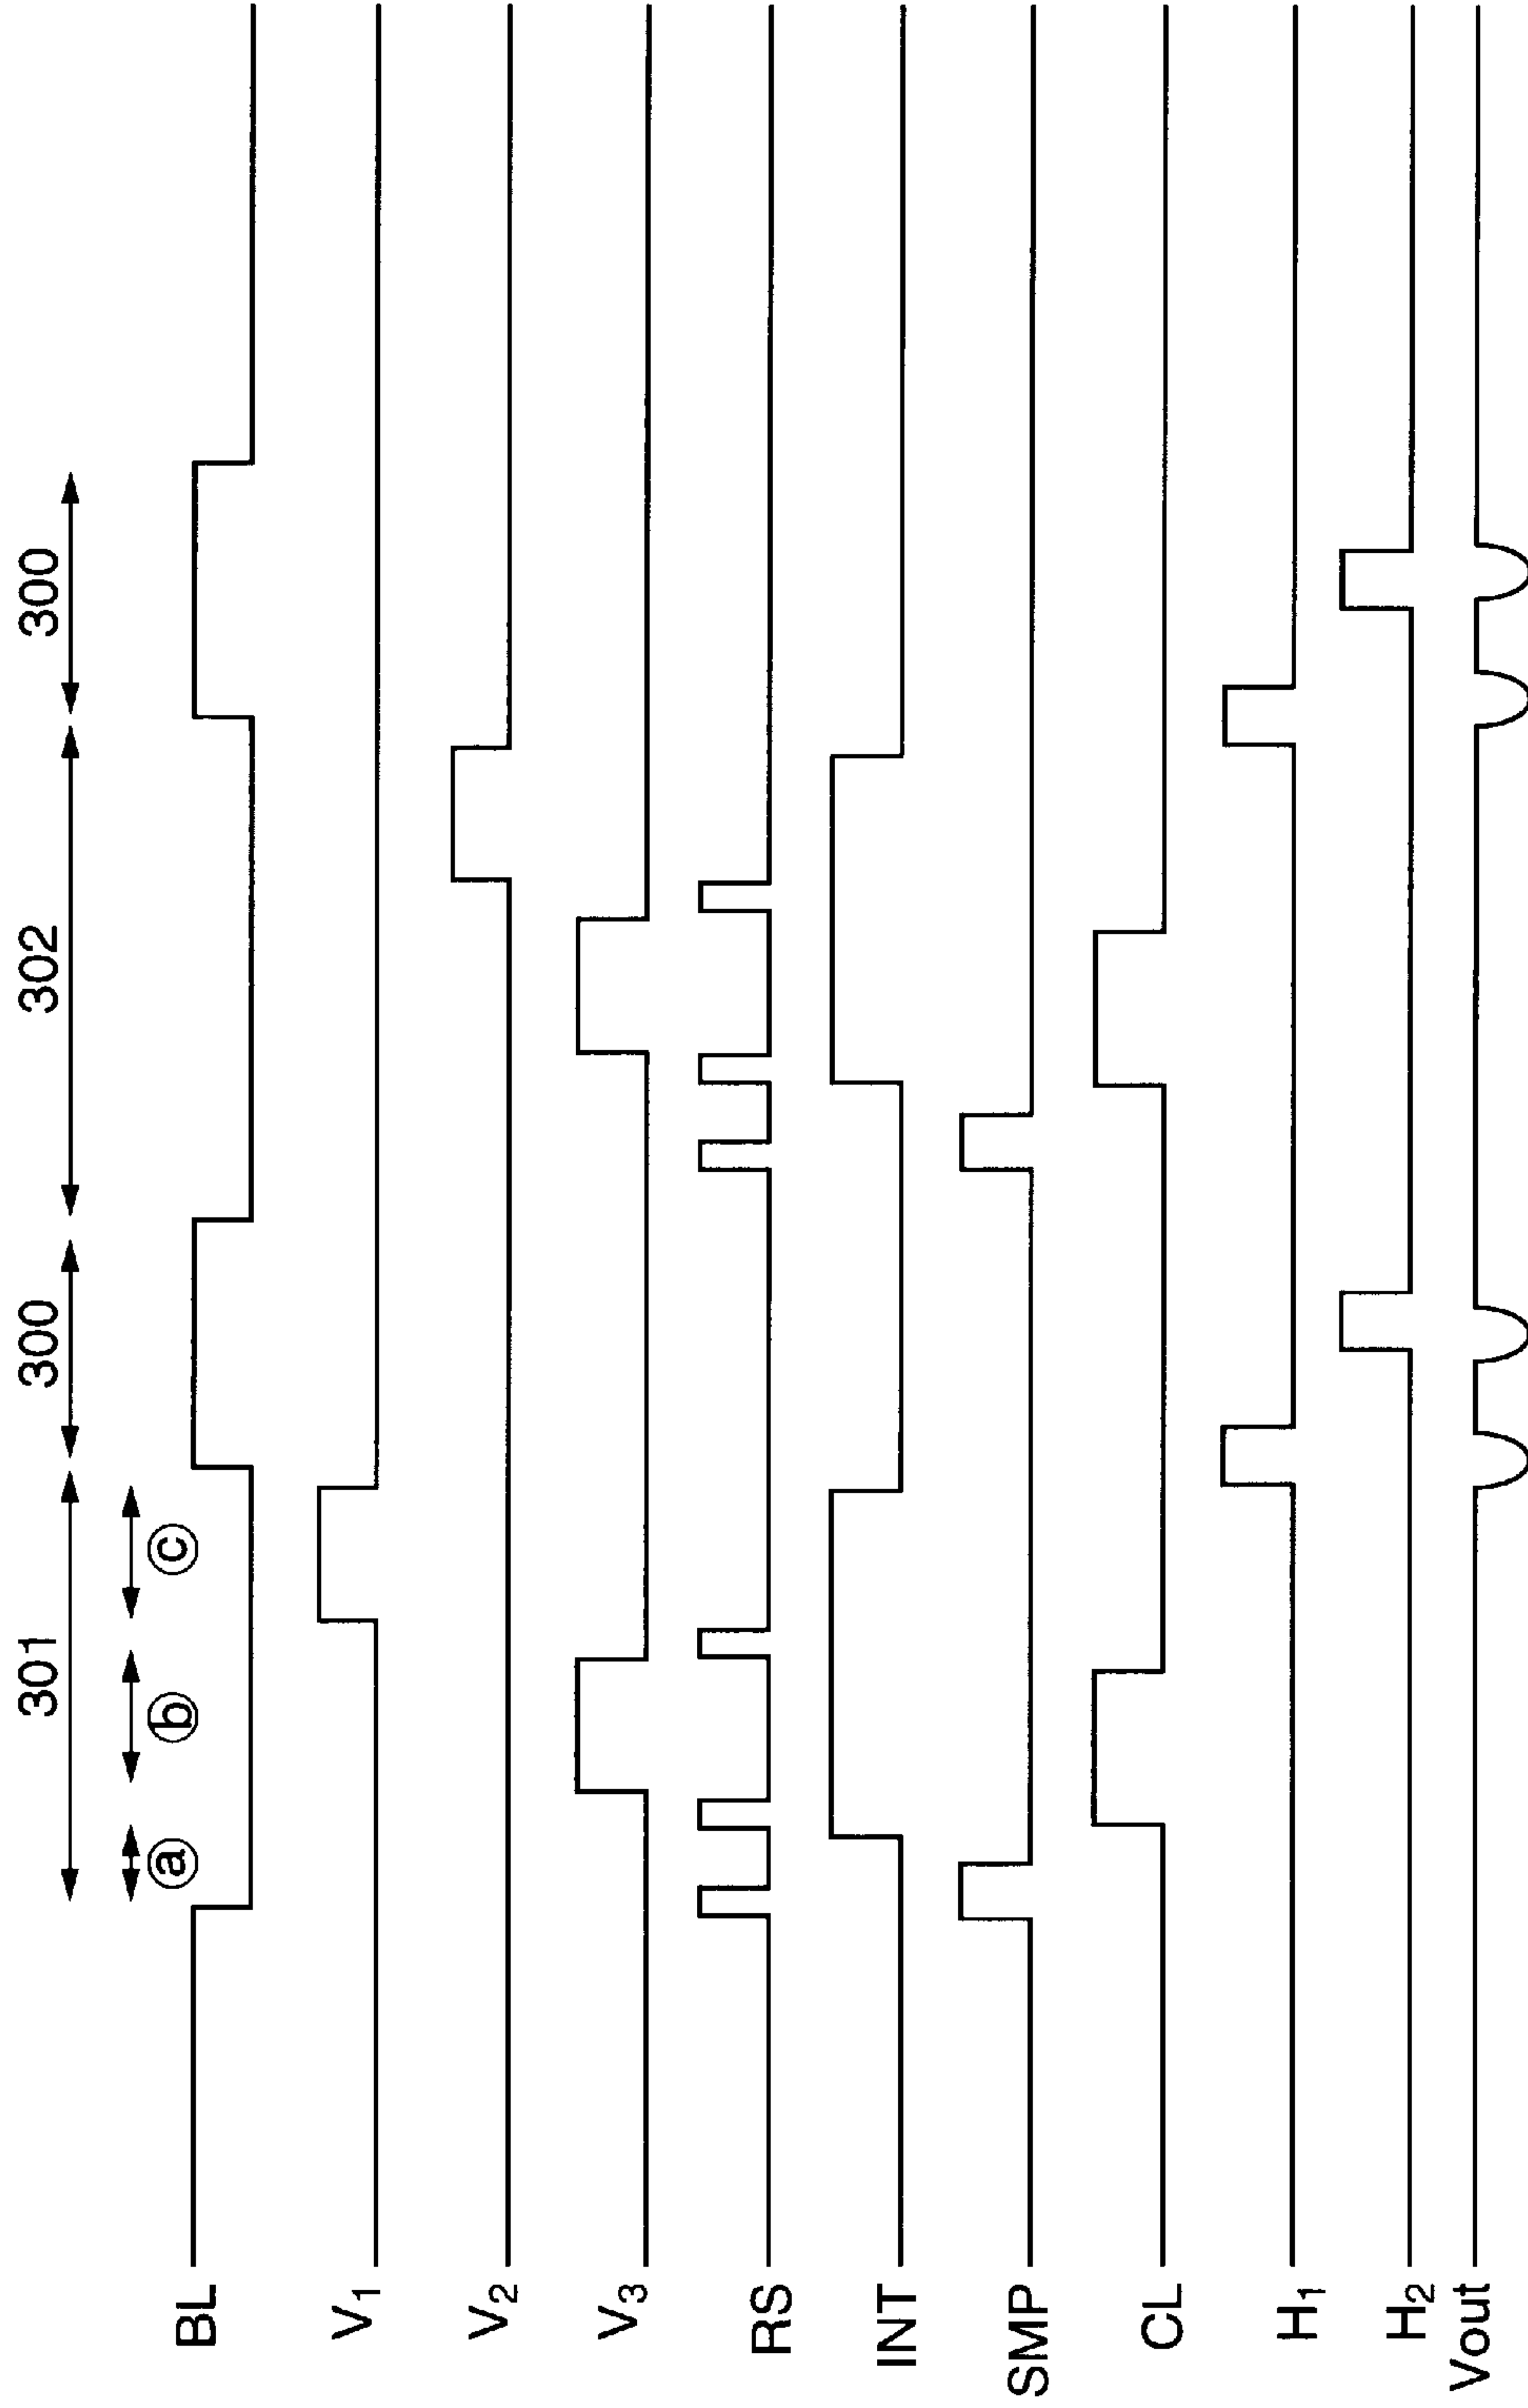 301 300 302 300
ⓐ ⓑ ⓒ
BL
V₁
V₂
V₃
RS
INT
SMP
CL
H₁
H₂
Vout